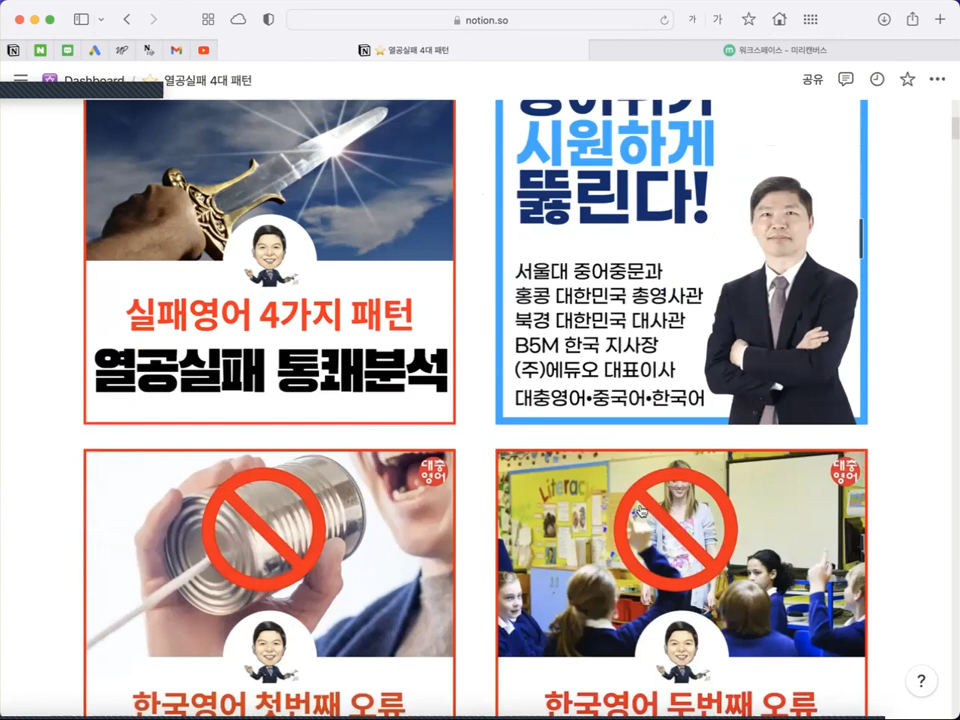 notion.so
가
가
⭐ 열공실패 4대 패턴
워크스페이스 - 미리캔버스
Dashboard / ⭐ 열공실패 4대 패턴
공유
실패영어 4가지 패턴
열공실패 통쾌분석
시원하게
뚫린다!
서울대 중어중문과
홍콩 대한민국 총영사관
북경 대한민국 대사관
B5M 한국 지사장
(주)에듀오 대표이사
대충영어•중국어•한국어
대충
영어
한국영어 첫번째 오류
Literacy
대충
영어
한국영어 두번째 오류
?